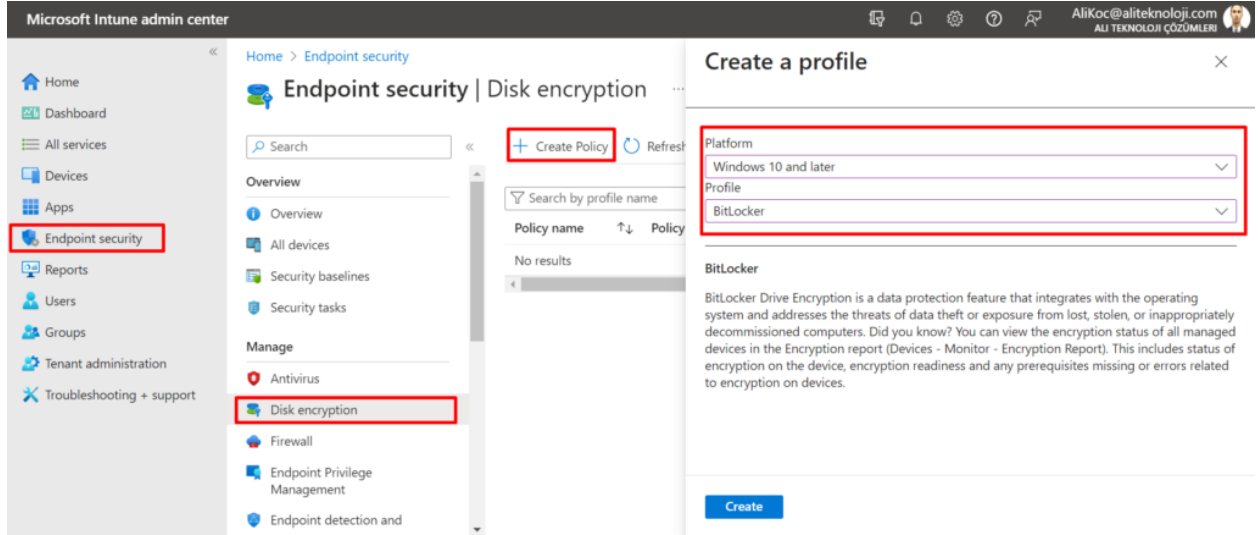 Microsoft Intune admin center
AliKoc@aliteknoloji.com
ALI TEKNOLOJI ÇÖZÜMLERI
Home
Dashboard
All services
Devices
Apps
Endpoint security
Reports
Users
Groups
Tenant administration
Troubleshooting + support
Home > Endpoint security
Endpoint security | Disk encryption ...
Search
Overview
Overview
All devices
Security baselines
Security tasks
Manage
Antivirus
Disk encryption
Firewall
Endpoint Privilege
Management
Endpoint detection and
+ Create Policy Refresh
Search by profile name
Policy name ↑↓ Policy
No results
Create a profile
Platform
Windows 10 and later
Profile
BitLocker
BitLocker
BitLocker Drive Encryption is a data protection feature that integrates with the operating
system and addresses the threats of data theft or exposure from lost, stolen, or inappropriately
decommissioned computers. Did you know? You can view the encryption status of all managed
devices in the Encryption report (Devices - Monitor - Encryption Report). This includes status of
encryption on the device, encryption readiness and any prerequisites missing or errors related
to encryption on devices.
Create